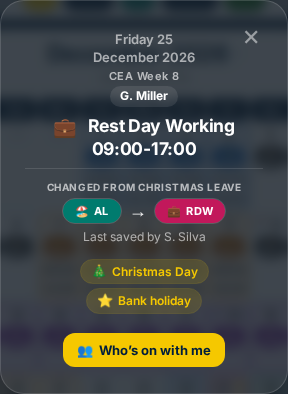 Friday 25
December 2026
CEA Week 8
G. Miller
Rest Day Working
09:00-17:00
CHANGED FROM CHRISTMAS LEAVE
AL → RDW
Last saved by S. Silva
Christmas Day
Bank holiday
Who's on with me